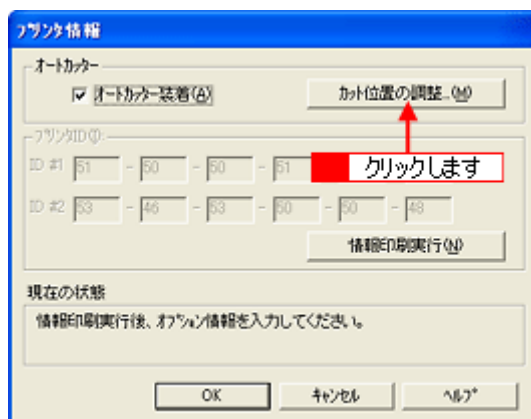 プリンタ情報
オートカッター
オートカッター装着(A)
カット位置の調整...(M)
プリンタID(I):
ID #1 51 - 50 - 50 - 51
クリックします
ID #2 53 - 46 - 53 - 50 - 50 - 48
情報印刷実行(N)
現在の状態
情報印刷実行後、オプション情報を入力してください。
OK キャンセル ヘルプ